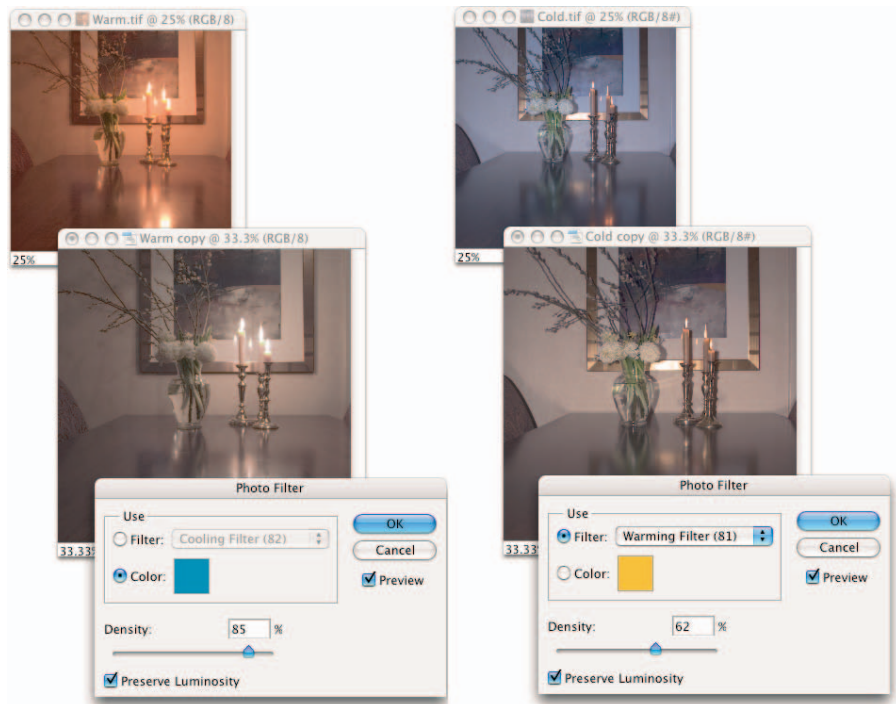 Warm.tif @ 25% (RGB/8)
25%
Warm copy @ 33.3% (RGB/8)
33.33%
Photo Filter
Use
Filter: Cooling Filter (82)
Color:
OK
Cancel
Preview
Density: 85 %
Preserve Luminosity
Cold.tif @ 25% (RGB/8#)
25%
Cold copy @ 33.3% (RGB/8#)
33.33%
Photo Filter
Use
Filter: Warming Filter (81)
Color:
OK
Cancel
Preview
Density: 62 %
Preserve Luminosity